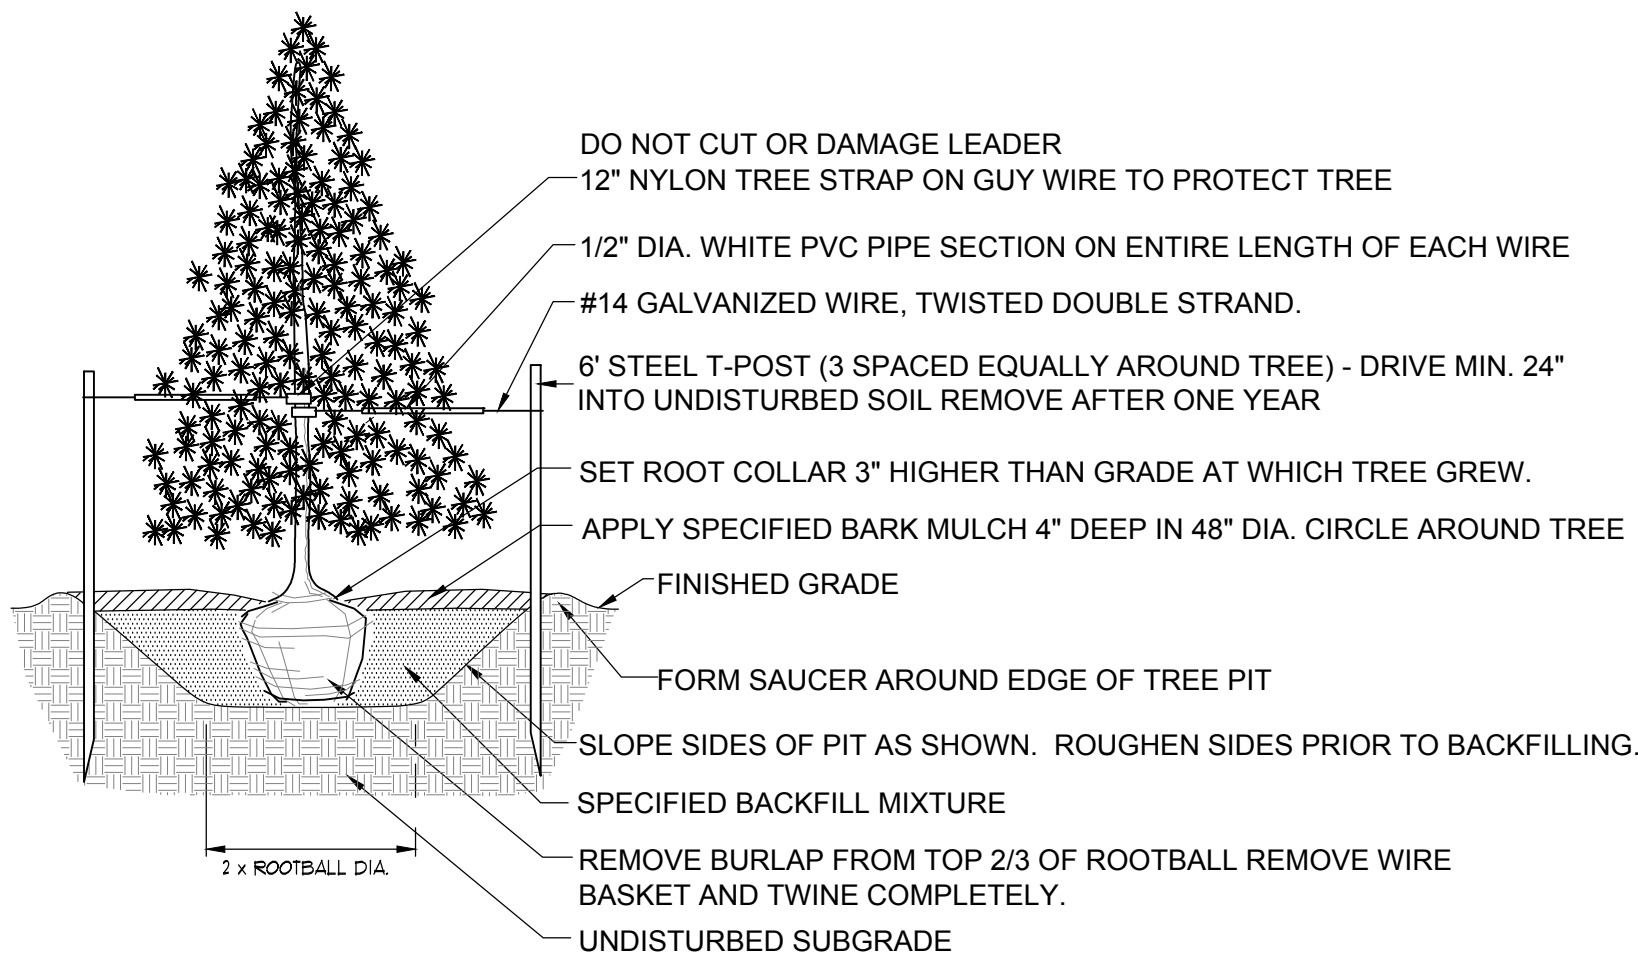 DO NOT CUT OR DAMAGE LEADER
12" NYLON TREE STRAP ON GUY WIRE TO PROTECT TREE
1/2" DIA. WHITE PVC PIPE SECTION ON ENTIRE LENGTH OF EACH WIRE
#14 GALVANIZED WIRE, TWISTED DOUBLE STRAND.
6' STEEL T-POST (3 SPACED EQUALLY AROUND TREE) - DRIVE MIN. 24"
INTO UNDISTURBED SOIL REMOVE AFTER ONE YEAR
SET ROOT COLLAR 3" HIGHER THAN GRADE AT WHICH TREE GREW.
APPLY SPECIFIED BARK MULCH 4" DEEP IN 48" DIA. CIRCLE AROUND TREE
FINISHED GRADE
FORM SAUCER AROUND EDGE OF TREE PIT
SLOPE SIDES OF PIT AS SHOWN.  ROUGHEN SIDES PRIOR TO BACKFILLING.
SPECIFIED BACKFILL MIXTURE
REMOVE BURLAP FROM TOP 2/3 OF ROOTBALL REMOVE WIRE
BASKET AND TWINE COMPLETELY.
UNDISTURBED SUBGRADE
2 x ROOTBALL DIA.